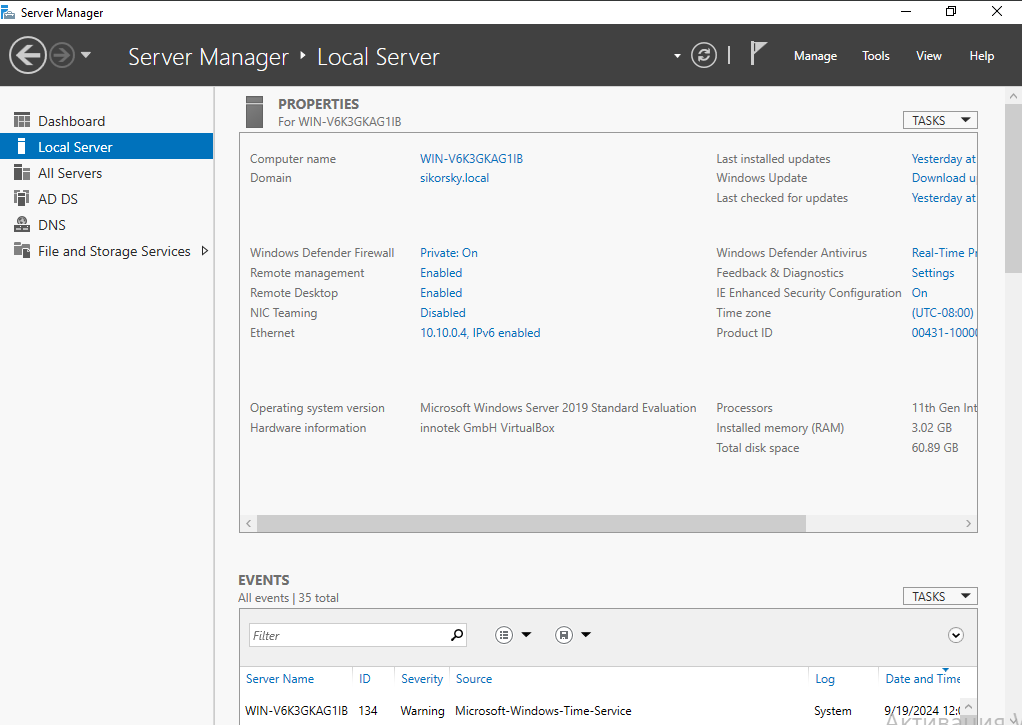 Server Manager
Server Manager ‣ Local Server
Manage Tools View Help
Dashboard
Local Server
All Servers
AD DS
DNS
File and Storage Services
PROPERTIES
For WIN-V6K3GKAG1IB
TASKS
Computer name WIN-V6K3GKAG1IB Last installed updates Yesterday at
Domain sikorsky.local Windows Update Download u
Last checked for updates Yesterday at
Windows Defender Firewall Private: On Windows Defender Antivirus Real-Time Pr
Remote management Enabled Feedback & Diagnostics Settings
Remote Desktop Enabled IE Enhanced Security Configuration On
NIC Teaming Disabled Time zone (UTC-08:00)
Ethernet 10.10.0.4, IPv6 enabled Product ID 00431-1000
Operating system version Microsoft Windows Server 2019 Standard Evaluation Processors 11th Gen Int
Hardware information innotek GmbH VirtualBox Installed memory (RAM) 3.02 GB
Total disk space 60.89 GB
EVENTS
All events | 35 total
TASKS
Filter
Server Name ID Severity Source Log Date and Time
WIN-V6K3GKAG1IB 134 Warning Microsoft-Windows-Time-Service System 9/19/2024 12:0
Активация